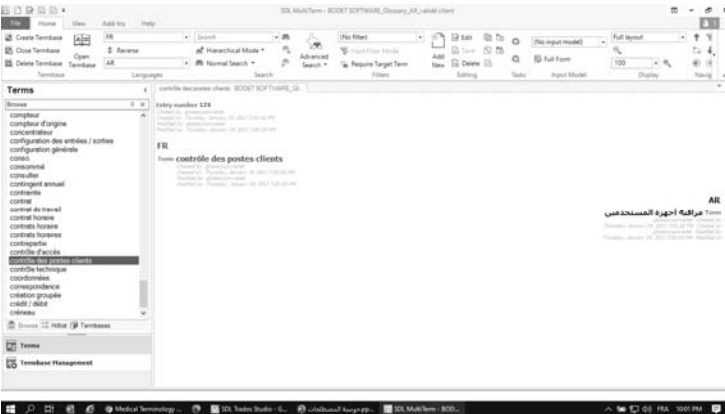 SDL MultiTerm - BODET SOFTWARE_Glossary_AR_validé client
File Home View Add-Ins Help
Create Termbase
Close Termbase
Delete Termbase
Open Termbase
Termbase
FR
Reverse
AR
Languages
Search
Hierarchical Mode
Normal Search
Advanced Search
Search
(No filter)
Require Target Term
Filters
Add New
Edit
Save
Delete
Editing
Tasks
(No input model)
Full Form
Input Model
Full layout
100
Display
Navig
Terms
Browse
compteur
compteur d'origine
concentrateur
configuration des entrées / sorties
configuration générale
consommé
consulter
contingent annuel
contrainte
contrat
contrat de travail
contrat horaire
contrats horaire
contrats horaires
contrepartie
contrôle d'accès
contrôle des postes clients
contrôle technique
coordonnées
correspondance
création groupée
crédit / débit
créneau
Browse Hitlist Termbases
Terms
Termbase Management
contrôle des postes clients BODET SOFTWARE_Gl...
Entry number 123
FR
Term contrôle des postes clients
AR
Term مراقبة أجهزة المستخدمين
Medical Terminology ...
SDL Trados Studio - G...
SDL MultiTerm - BOD...
FRA 10:01 PM